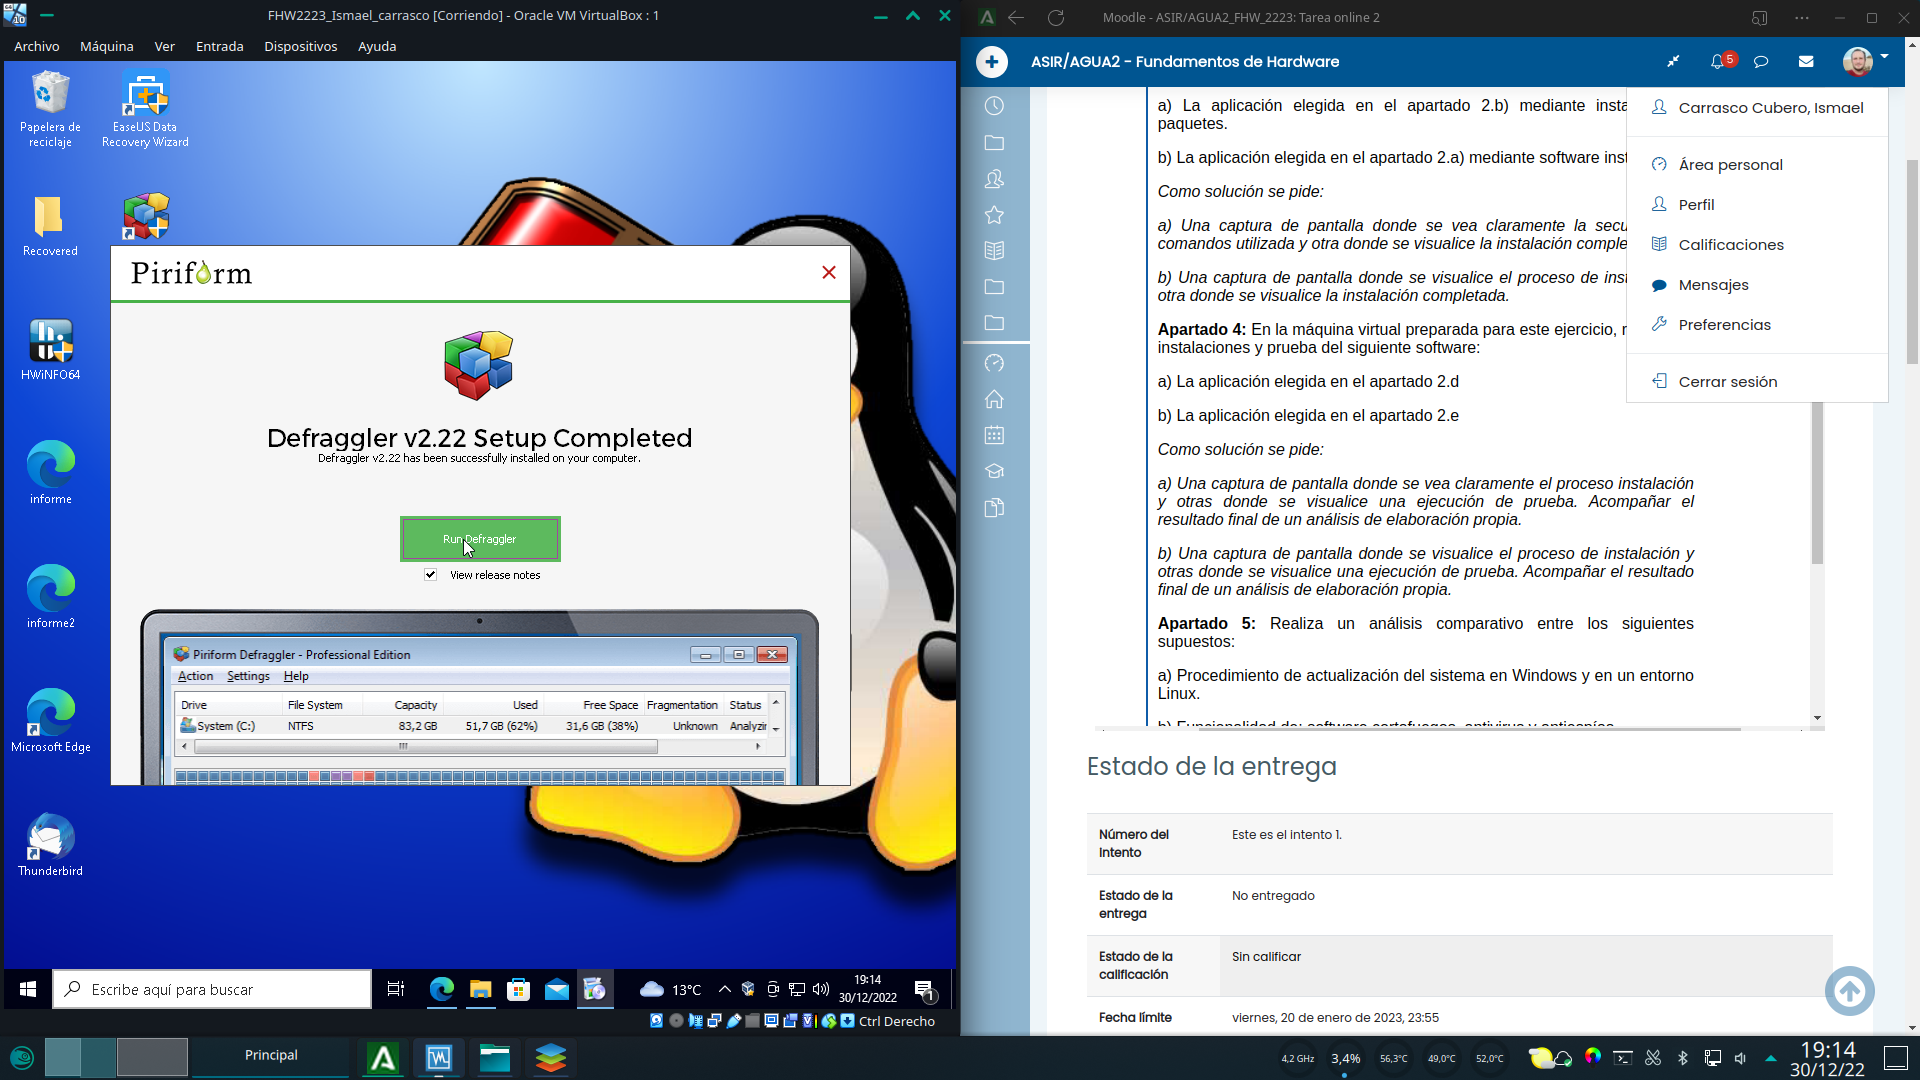 FHW2223_Ismael_carrasco [Corriendo] - Oracle VM VirtualBox : 1
Archivo Máquina Ver Entrada Dispositivos Ayuda
Papelera de reciclaje
EaseUS Data Recovery Wizard
Recovered
HWiNFO64
informe
informe2
Microsoft Edge
Thunderbird
Piriform
Defraggler v2.22 Setup Completed
Defraggler v2.22 has been successfully installed on your computer.
Run Defraggler
View release notes
Piriform Defraggler - Professional Edition
Action Settings Help
Drive File System Capacity Used Free Space Fragmentation Status
System (C:) NTFS 83,2 GB 51,7 GB (62%) 31,6 GB (38%) Unknown Analyzin
Escribe aquí para buscar
13°C
19:14
30/12/2022
1
Ctrl Derecho
Moodle - ASIR/AGUA2_FHW_2223: Tarea online 2
ASIR/AGUA2 - Fundamentos de Hardware
5
a) La aplicación elegida en el apartado 2.b) mediante insta
paquetes.
b) La aplicación elegida en el apartado 2.a) mediante software inst
Como solución se pide:
a) Una captura de pantalla donde se vea claramente la secu
comandos utilizada y otra donde se visualice la instalación comple
b) Una captura de pantalla donde se visualice el proceso de inst
otra donde se visualice la instalación completada.
Apartado 4: En la máquina virtual preparada para este ejercicio, r
instalaciones y prueba del siguiente software:
a) La aplicación elegida en el apartado 2.d
b) La aplicación elegida en el apartado 2.e
Como solución se pide:
a) Una captura de pantalla donde se vea claramente el proceso instalación
y otras donde se visualice una ejecución de prueba. Acompañar el
resultado final de un análisis de elaboración propia.
b) Una captura de pantalla donde se visualice el proceso de instalación y
otras donde se visualice una ejecución de prueba. Acompañar el resultado
final de un análisis de elaboración propia.
Apartado 5: Realiza un análisis comparativo entre los siguientes
supuestos:
a) Procedimiento de actualización del sistema en Windows y en un entorno
Linux.
b) Funcionalidad de: software cortafuegos, antivirus y antiespías
Carrasco Cubero, Ismael
Área personal
Perfil
Calificaciones
Mensajes
Preferencias
Cerrar sesión
Estado de la entrega
Número del intento Este es el intento 1.
Estado de la entrega No entregado
Estado de la calificación Sin calificar
Fecha límite viernes, 20 de enero de 2023, 23:55
Principal
4,2 GHz 3,4% 56,3°C 49,0°C 52,0°C
19:14
30/12/22